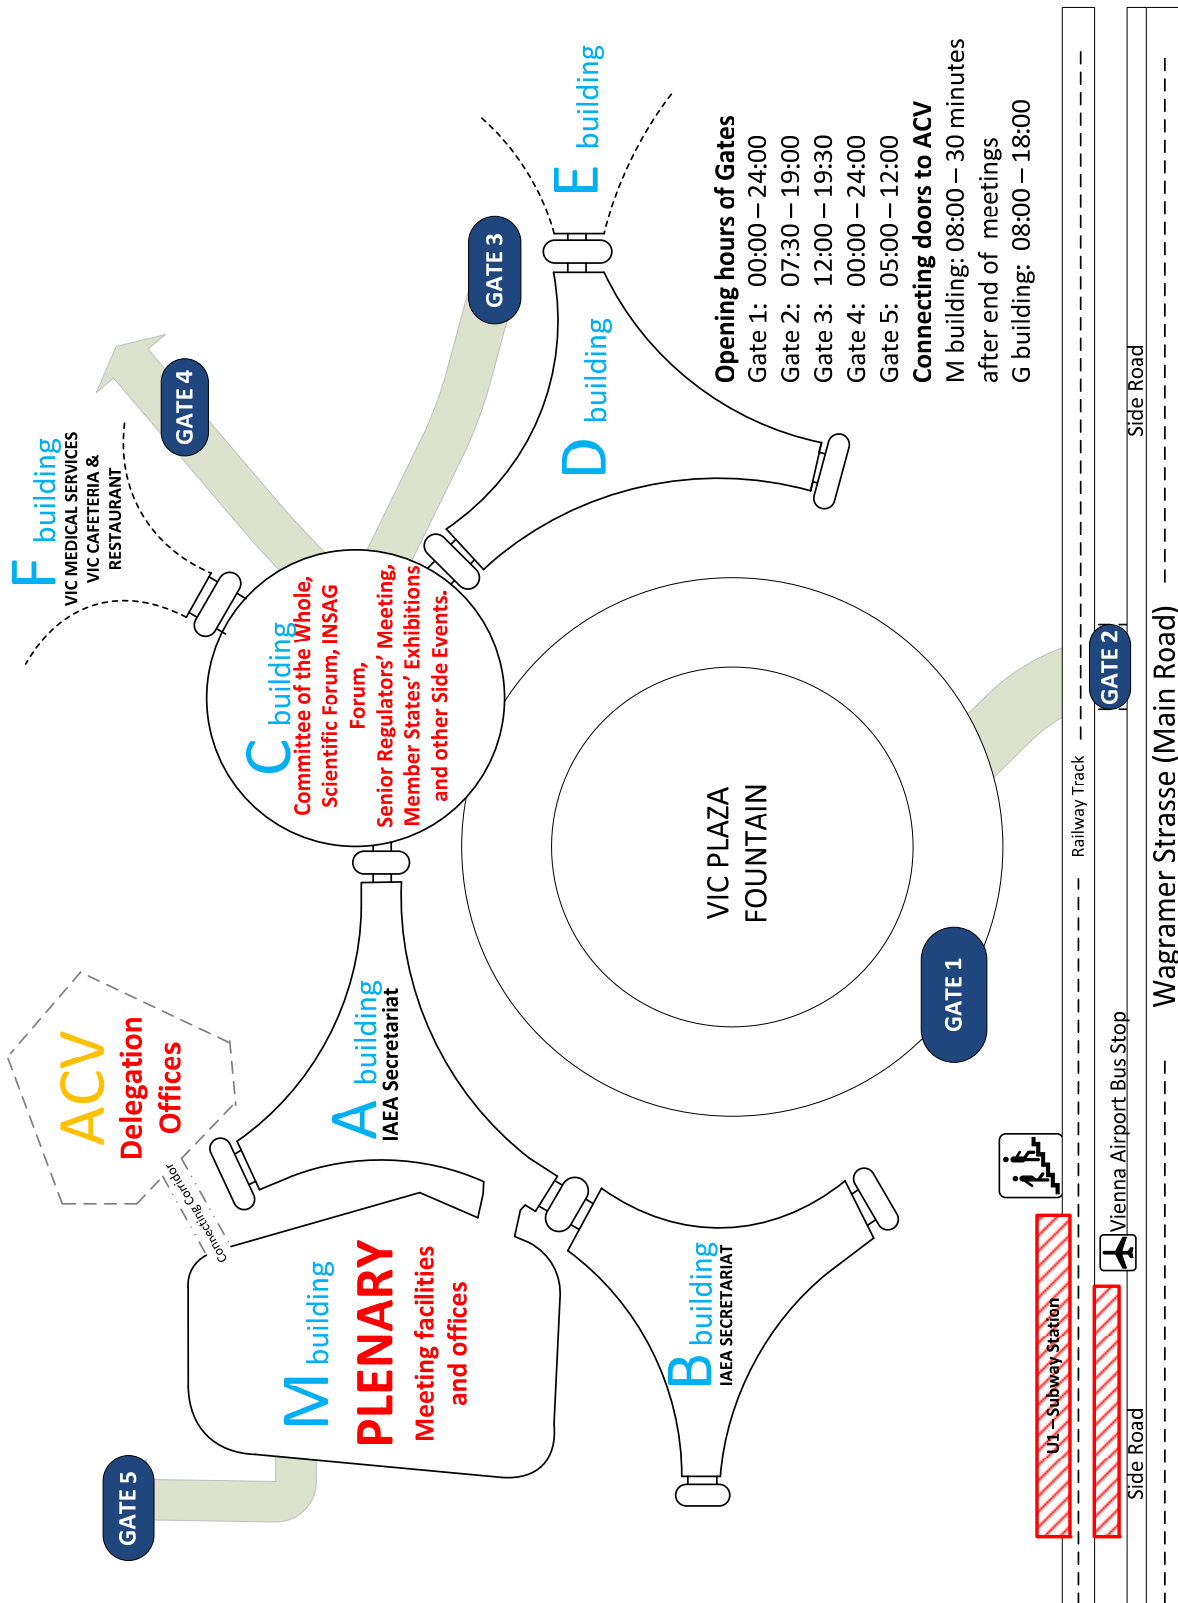 GATE 5
M building
PLENARY
Meeting facilities
and offices
ACV
Delegation
Offices
Connecting Corridor
A building
IAEA Secretariat
B building
IAEA SECRETARIAT
F building
VIC MEDICAL SERVICES
VIC CAFETERIA &
RESTAURANT
GATE 4
C building
Committee of the Whole,
Scientific Forum, INSAG
Forum,
Senior Regulators' Meeting,
Member States' Exhibitions
and other Side Events.
GATE 3
D building
E building
VIC PLAZA
FOUNTAIN
GATE 1
Opening hours of Gates
Gate 1: 00:00 – 24:00
Gate 2: 07:30 – 19:00
Gate 3: 12:00 – 19:30
Gate 4: 00:00 – 24:00
Gate 5: 05:00 – 12:00
Connecting doors to ACV
M building: 08:00 – 30 minutes
after end of meetings
G building: 08:00 – 18:00
U1 – Subway Station
Railway Track
Vienna Airport Bus Stop
GATE 2
Side Road
Side Road
Wagramer Strasse (Main Road)